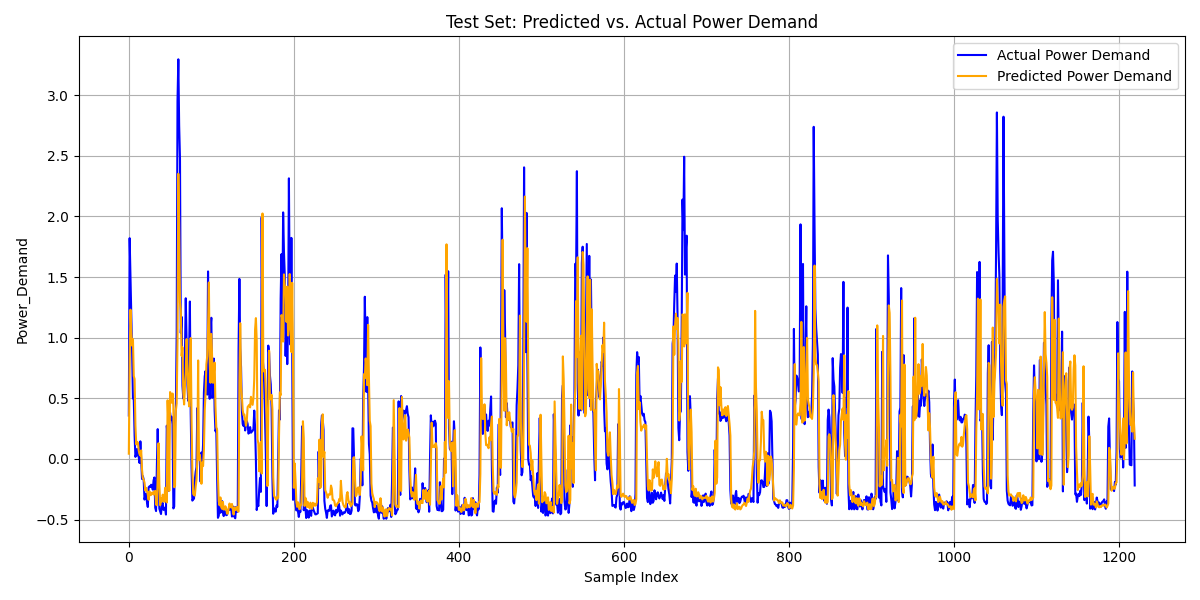 Test Set: Predicted vs. Actual Power Demand
Actual Power Demand
Predicted Power Demand
Power_Demand
3.0
2.5
2.0
1.5
1.0
0.5
0.0
−0.5
0 200 400 600 800 1000 1200
Sample Index